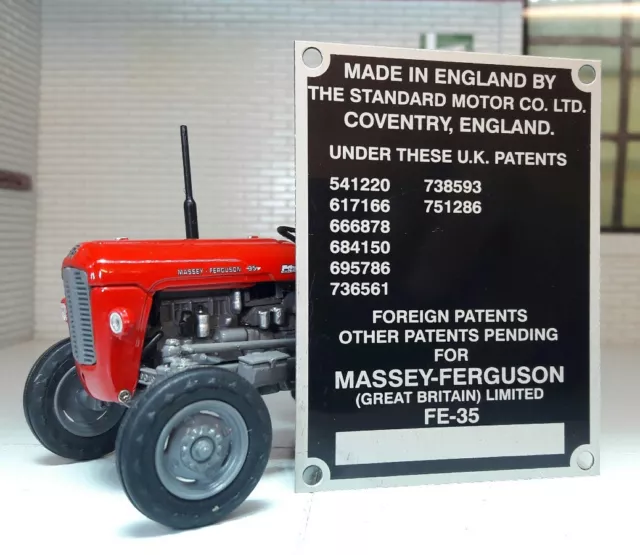 MADE IN ENGLAND BY
THE STANDARD MOTOR CO. LTD.
COVENTRY, ENGLAND.
UNDER THESE U.K. PATENTS
541220 738593
617166 751286
666878
684150
695786
736561
FOREIGN PATENTS
OTHER PATENTS PENDING
FOR
MASSEY-FERGUSON
(GREAT BRITAIN) LIMITED
FE-35
MASSEY-FERGUSON 35